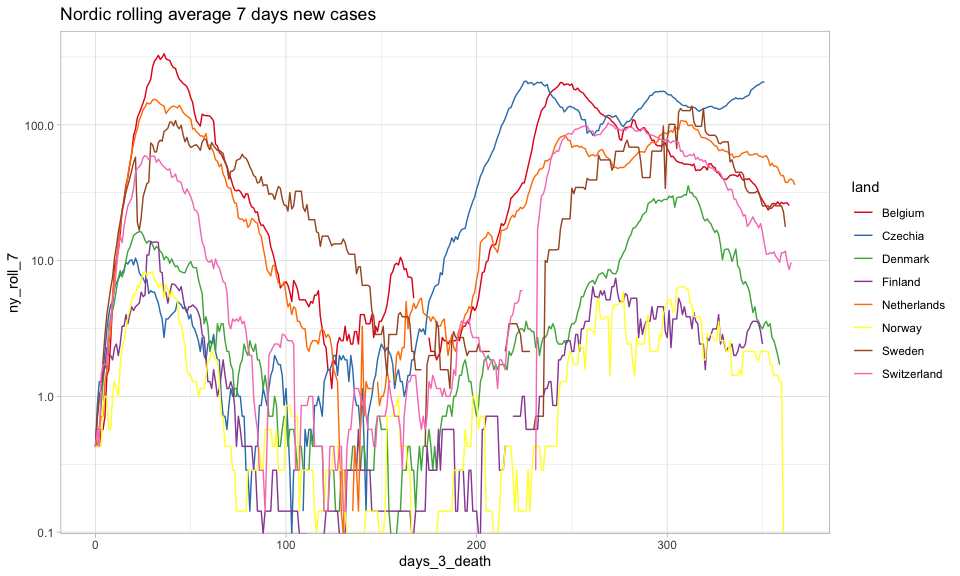 Nordic rolling average 7 days new cases
ny_roll_7
100.0
10.0
1.0
0.1
0 100 200 300
days_3_death
land
Belgium
Czechia
Denmark
Finland
Netherlands
Norway
Sweden
Switzerland